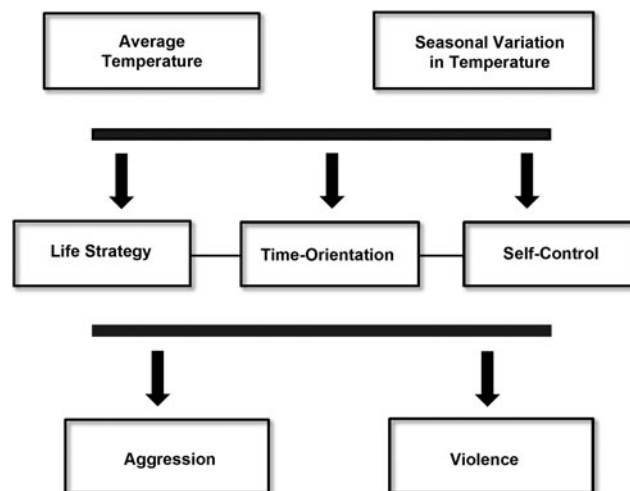 Average
Temperature
Seasonal Variation
in Temperature
Life Strategy
Time-Orientation
Self-Control
Aggression
Violence